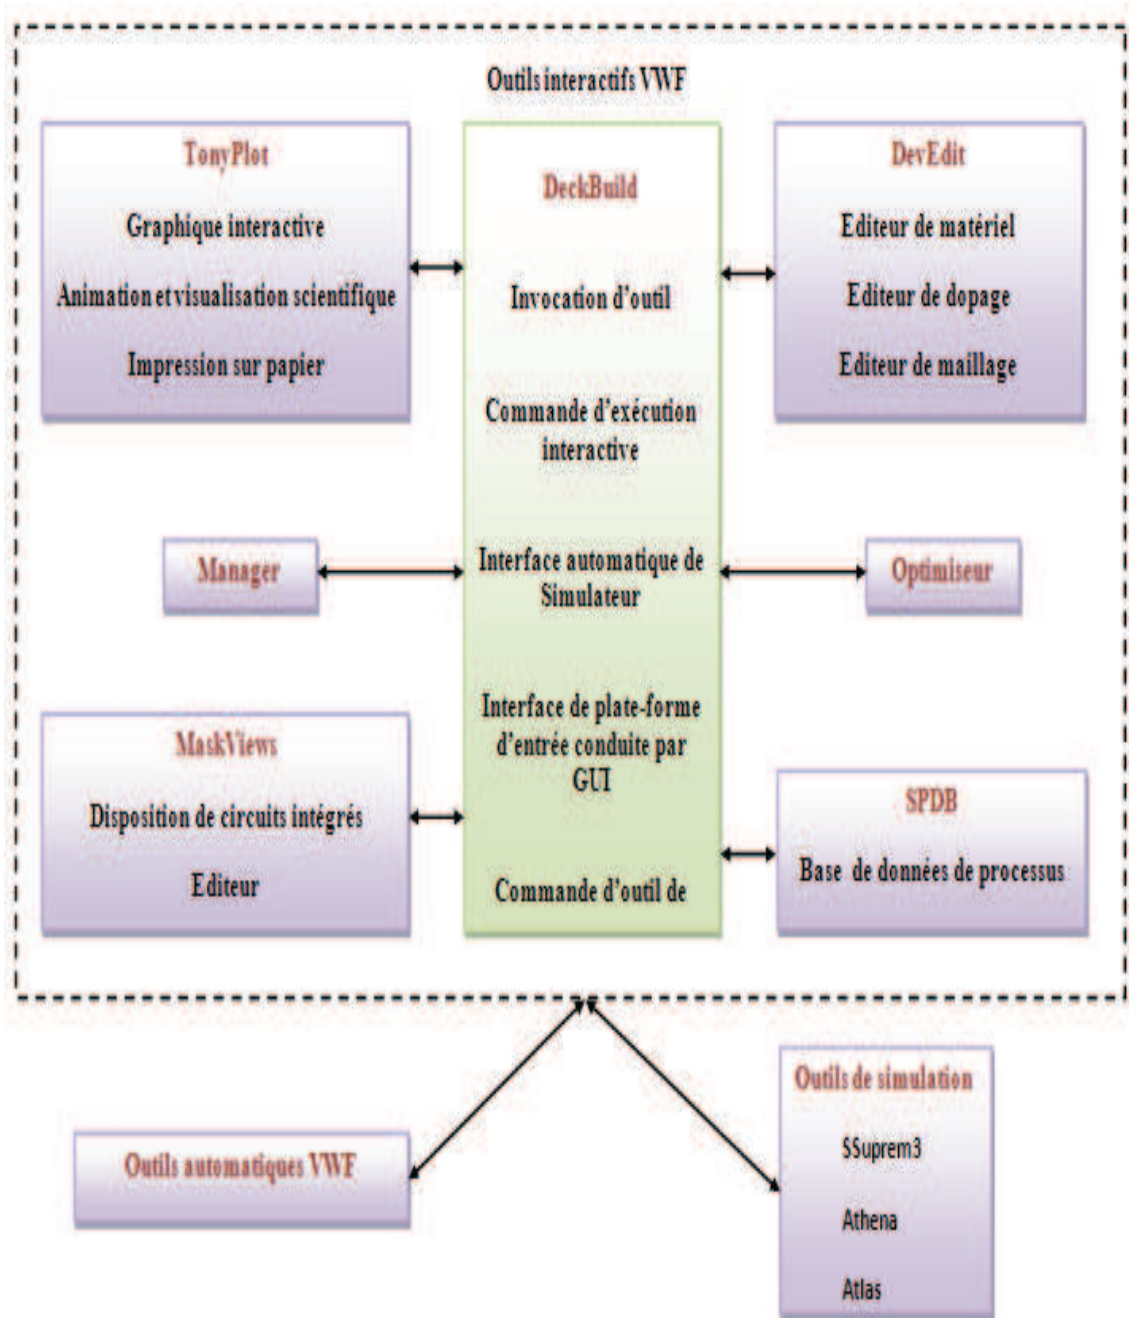 Outils interactifs VWF
TonyPlot
Graphique interactive
Animation et visualisation scientifique
Impression sur papier
DeckBuild
Invocation d'outil
Commande d'exécution
interactive
Interface automatique de
Simulateur
Interface de plate-forme
d'entrée conduite par
GUI
Commande d'outil de
DevEdit
Editeur de matériel
Editeur de dopage
Editeur de maillage
Manager
Optimiseur
MaskViews
Disposition de circuits intégrés
Editeur
SPDB
Base de données de processus
Outils automatiques VWF
Outils de simulation
SSuprem3
Athena
Atlas